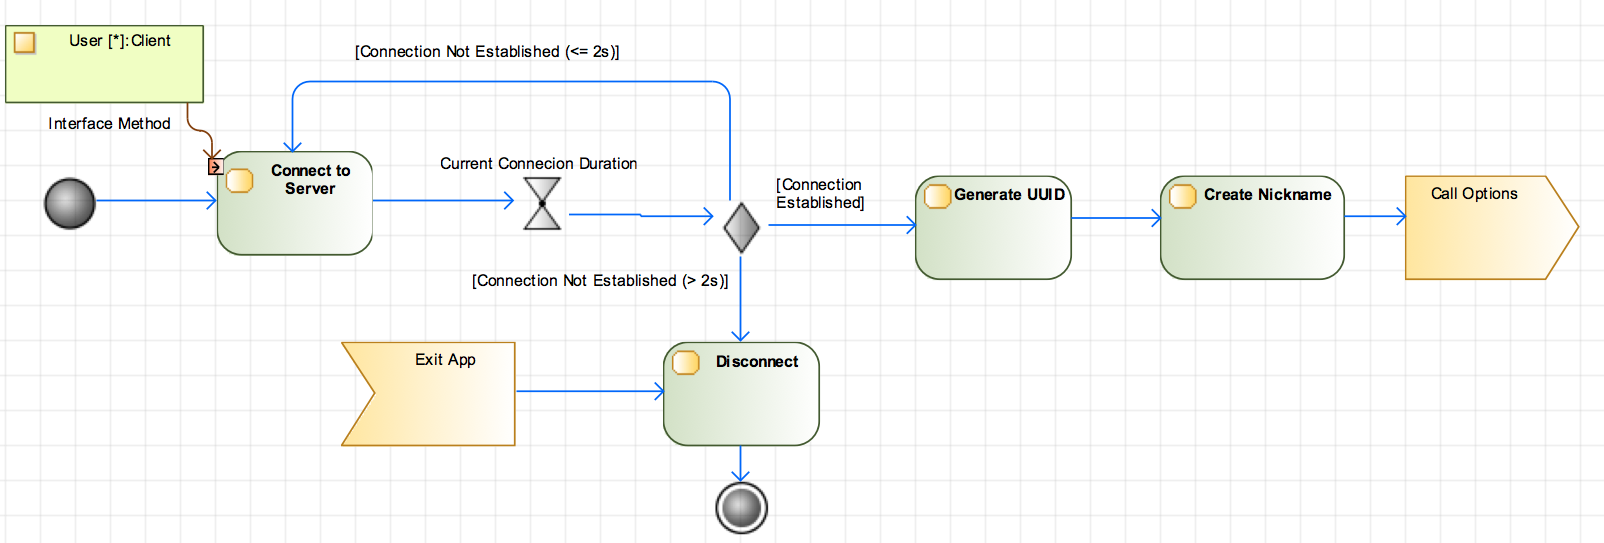 User [*]:Client
[Connection Not Established (<= 2s)]
Interface Method
Connect to
Server
Current Connecion Duration
[Connection
Established]
Generate UUID
Create Nickname
Call Options
[Connection Not Established (> 2s)]
Exit App
Disconnect